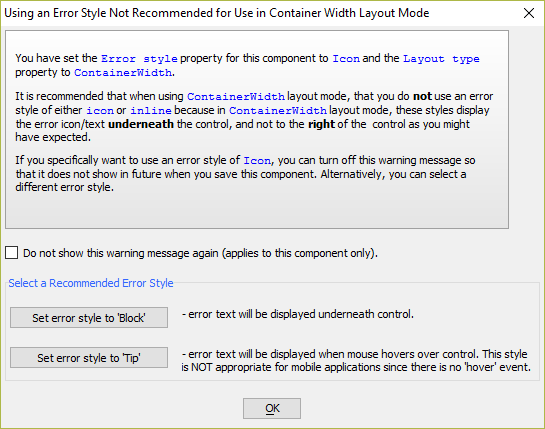 Using an Error Style Not Recommended for Use in Container Width Layout Mode
You have set the Error style property for this component to Icon and the Layout type
property to ContainerWidth.
It is recommended that when using ContainerWidth layout mode, that you do not use an error
style of either icon or inline because in ContainerWidth layout mode, these styles display
the error icon/text underneath the control, and not to the right of the control as you might
have expected.
If you specifically want to use an error style of Icon, you can turn off this warning message so
that it does not show in future when you save this component. Alternatively, you can select a
different error style.
Do not show this warning message again (applies to this component only).
Select a Recommended Error Style
Set error style to 'Block'
- error text will be displayed underneath control.
Set error style to 'Tip'
- error text will be displayed when mouse hovers over control. This style
is NOT appropriate for mobile applications since there is no 'hover' event.
OK